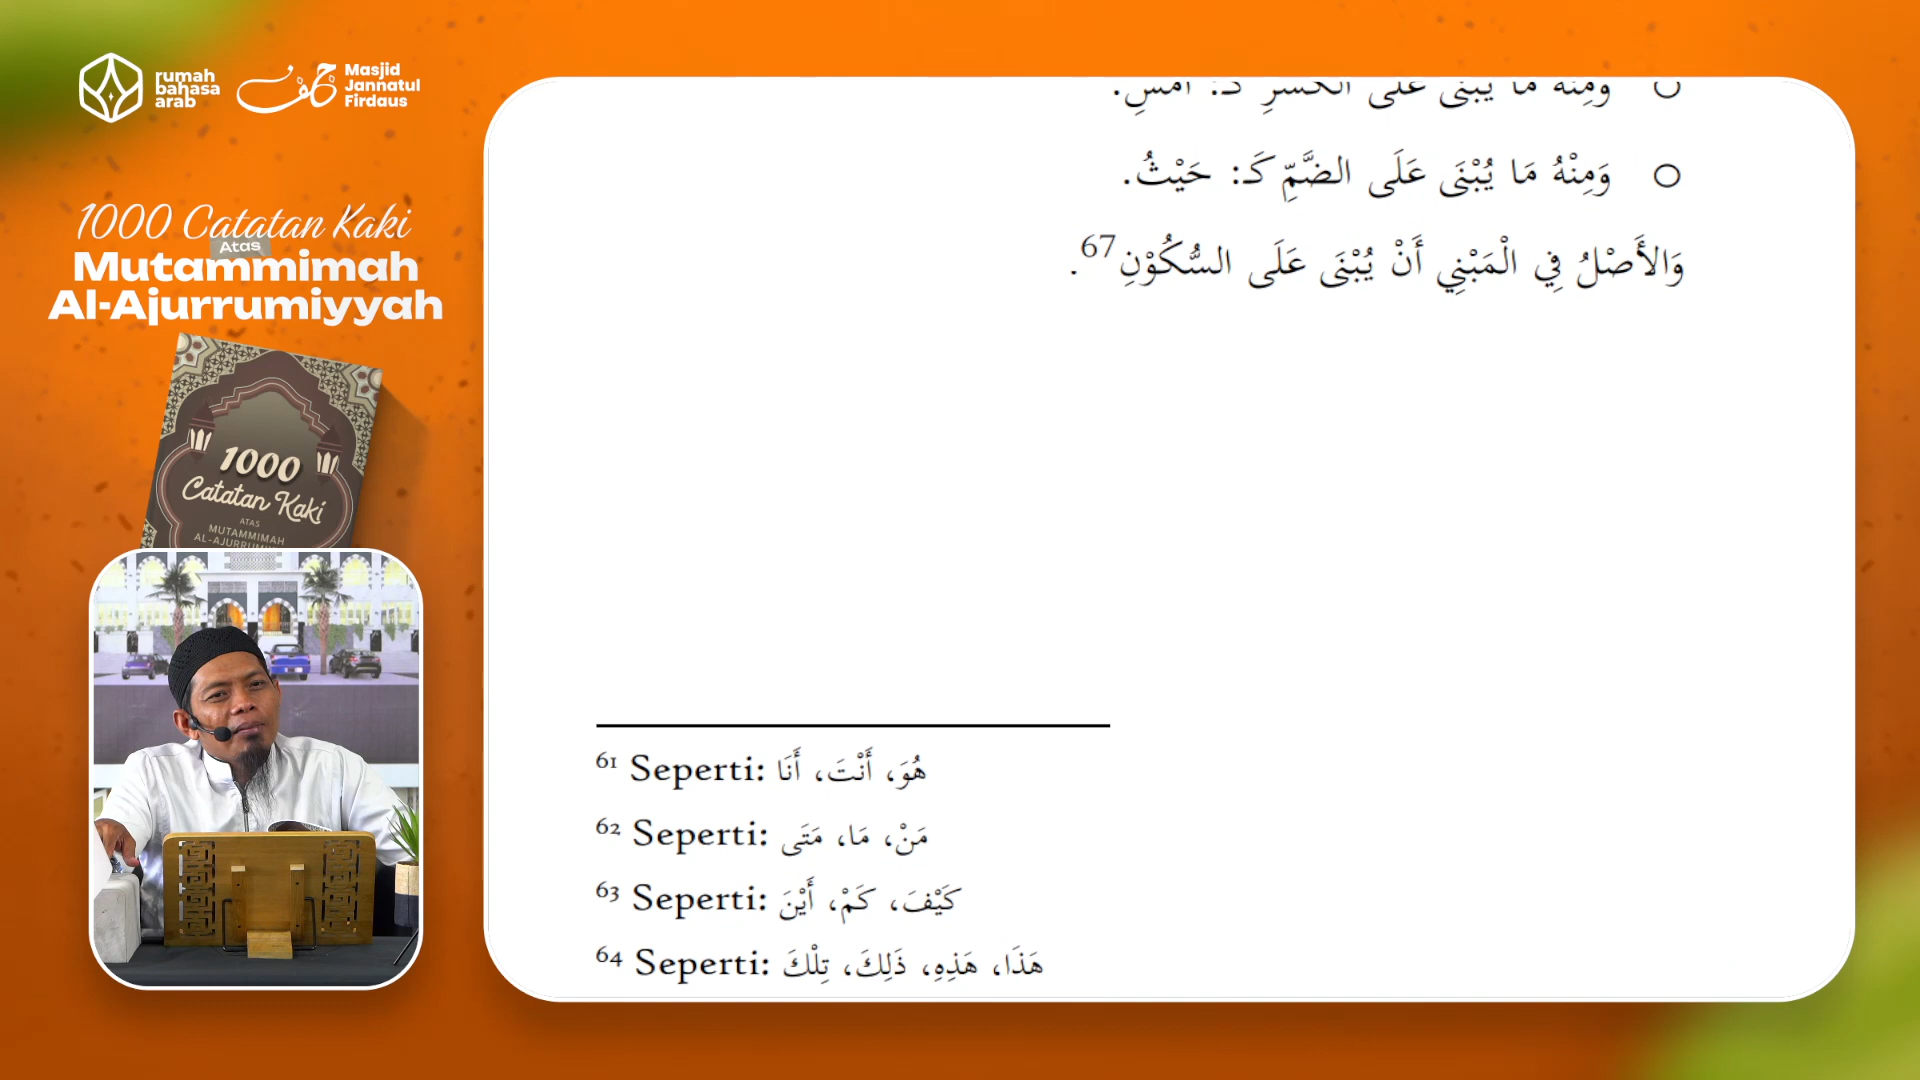 rumah
bahasa
arab
Masjid
Jannatul
Firdaus
1000 Catatan Kaki
Atas
Mutammimah
Al-Ajurrumiyyah
1000
Catatan Kaki
ATAS
MUTAMMIMAH
وَمِنْهُ مَا يُبْنَى عَلَى الْكَسْرِ كَـ: أَمْسِ.
وَمِنْهُ مَا يُبْنَى عَلَى الضَّمِّ كَـ: حَيْثُ.
وَالأَصْلُ فِي الْمَبْنِي أَنْ يُبْنَى عَلَى السُّكُوْنِ67.
61 Seperti: هُوَ، أَنْتَ، أَنَا
62 Seperti: مَنْ، مَا، مَتَى
63 Seperti: كَيْفَ، كَمْ، أَيْنَ
64 Seperti: هَذَا، هَذِهِ، ذَلِكَ، تِلْكَ